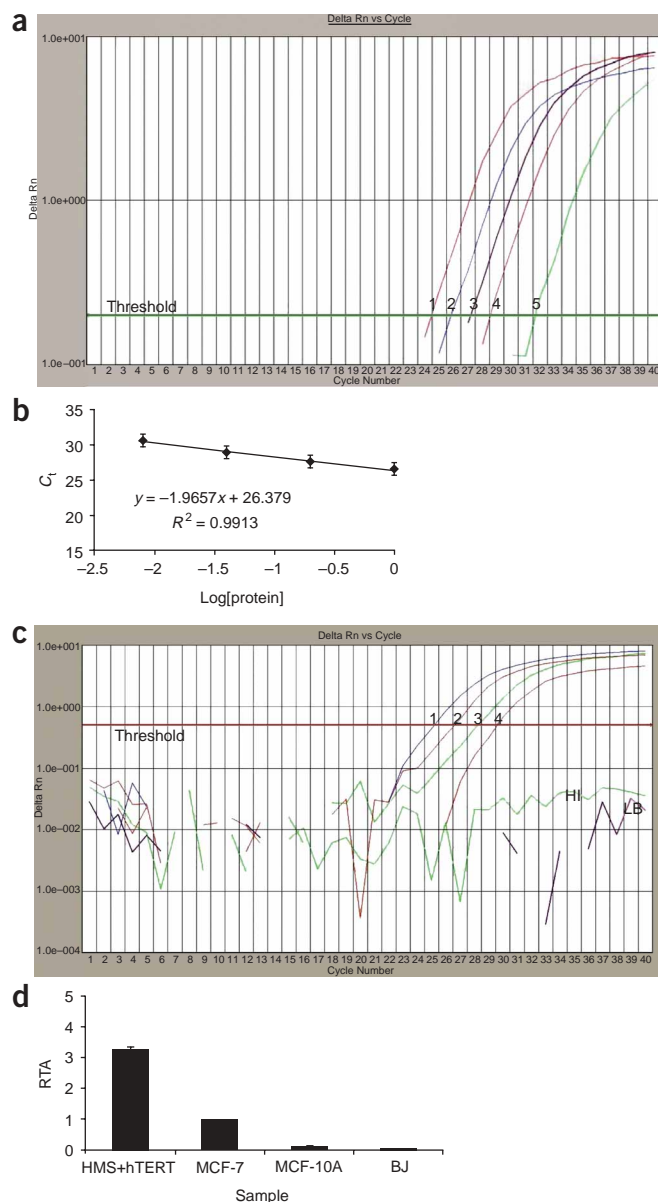 a
Delta Rn vs Cycle
1.0e+001
1.0e+000
1.0e–001
Delta Rn
Threshold
1 2 3 4 5
1 2 3 4 5 6 7 8 9 10 11 12 13 14 15 16 17 18 19 20 21 22 23 24 25 26 27 28 29 30 31 32 33 34 35 36 37 38 39 40
Cycle Number
b
35
30
25
20
15
Ct
y = –1.9657x + 26.379
R² = 0.9913
–2.5 –2 –1.5 –1 –0.5 0
Log[protein]
c
Delta Rn vs Cycle
1.0e+001
1.0e+000
1.0e–001
1.0e–002
1.0e–003
1.0e–004
Delta Rn
Threshold
1 2 3 4
HI
LB
1 2 3 4 5 6 7 8 9 10 11 12 13 14 15 16 17 18 19 20 21 22 23 24 25 26 27 28 29 30 31 32 33 34 35 36 37 38 39 40
Cycle Number
d
5
4
3
2
1
0
RTA
HMS+hTERT MCF-7 MCF-10A BJ
Sample